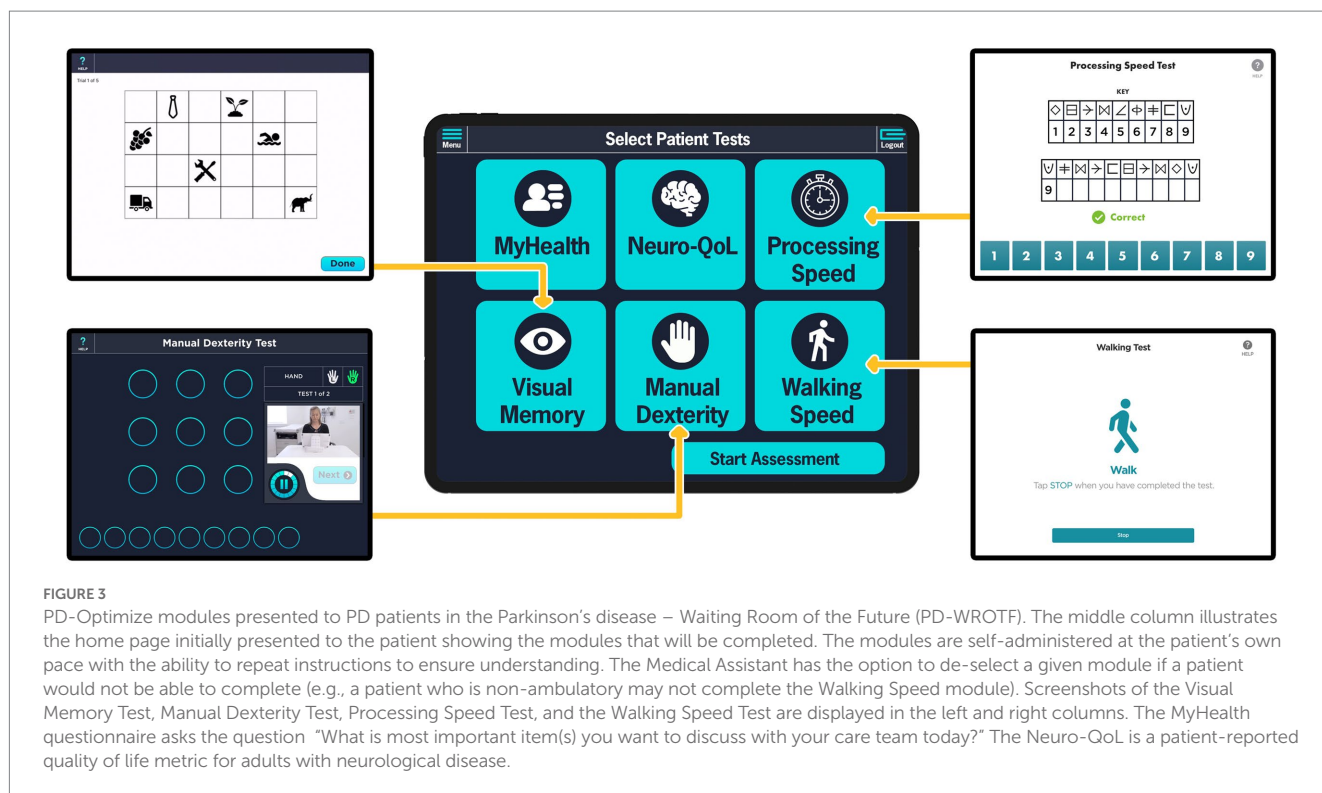 ?
HELP
Trial 1 of 5
Done
?
HELP
Manual Dexterity Test
HAND
L
R
TEST 1 of 2
Next
Menu
Select Patient Tests
Logout
MyHealth
Neuro-QoL
Processing
Speed
Visual
Memory
Manual
Dexterity
Walking
Speed
Start Assessment
Processing Speed Test
?
HELP
KEY
1 2 3 4 5 6 7 8 9
9
Correct
1 2 3 4 5 6 7 8 9
Walking Test
?
HELP
Walk
Tap STOP when you have completed the test.
Stop
FIGURE 3
PD-Optimize modules presented to PD patients in the Parkinson's disease – Waiting Room of the Future (PD-WROTF). The middle column illustrates
the home page initially presented to the patient showing the modules that will be completed. The modules are self-administered at the patient's own
pace with the ability to repeat instructions to ensure understanding. The Medical Assistant has the option to de-select a given module if a patient
would not be able to complete (e.g., a patient who is non-ambulatory may not complete the Walking Speed module). Screenshots of the Visual
Memory Test, Manual Dexterity Test, Processing Speed Test, and the Walking Speed Test are displayed in the left and right columns. The MyHealth
questionnaire asks the question "What is most important item(s) you want to discuss with your care team today?" The Neuro-QoL is a patient-reported
quality of life metric for adults with neurological disease.